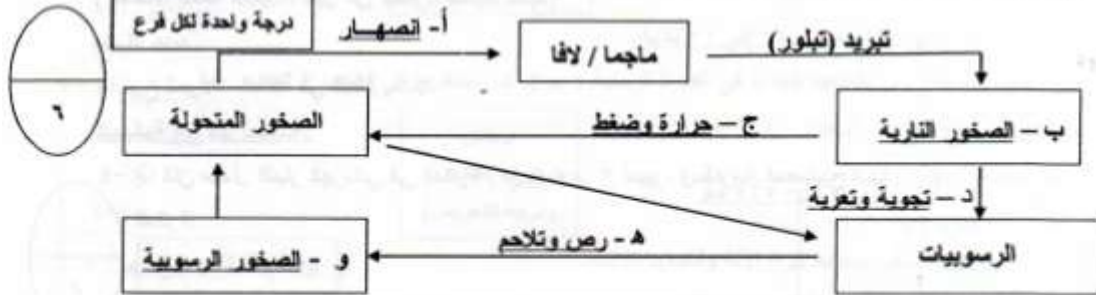 درجة واحدة لكل فرع
٦
أ- انصهار
ماجما / لافا
تبريد (تبلور)
الصخور المتحولة
ج – حرارة وضغط
ب – الصخور النارية
د – تجوية وتعرية
و - الصخور الرسوبية
هـ - رص وتلاحم
الرسوبيات